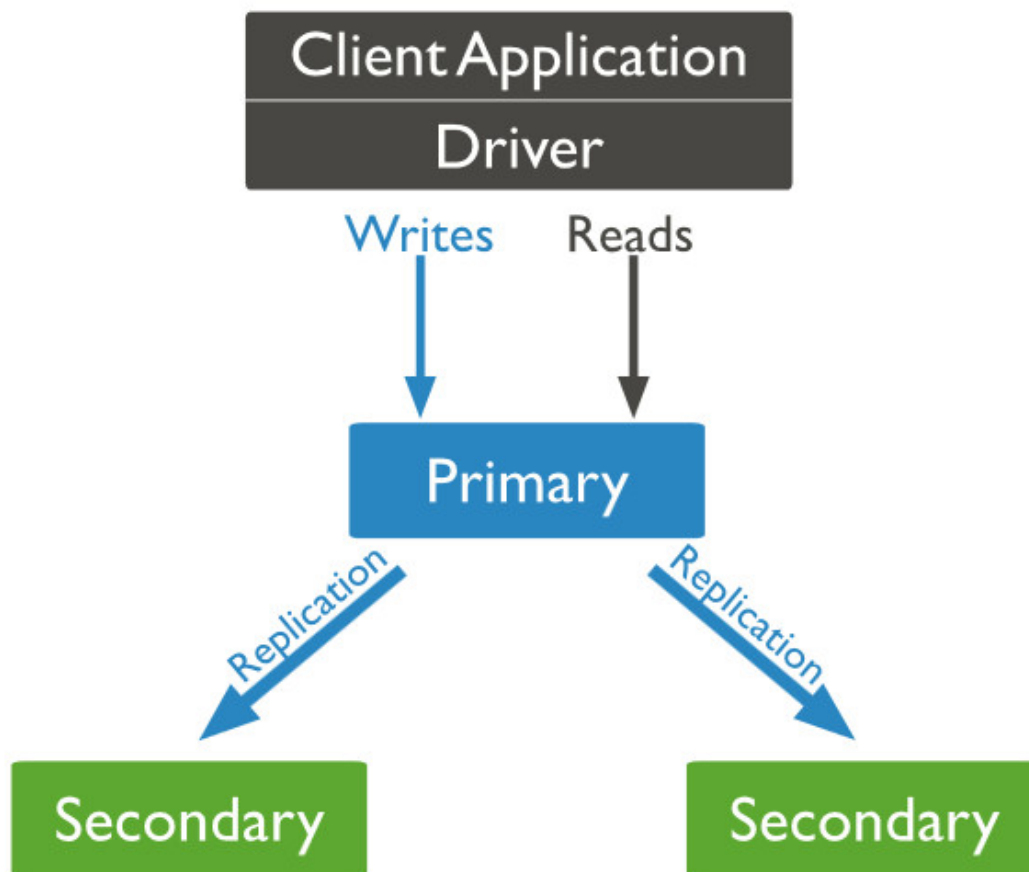 Client Application
Driver
Writes
Reads
Primary
Replication
Replication
Secondary
Secondary